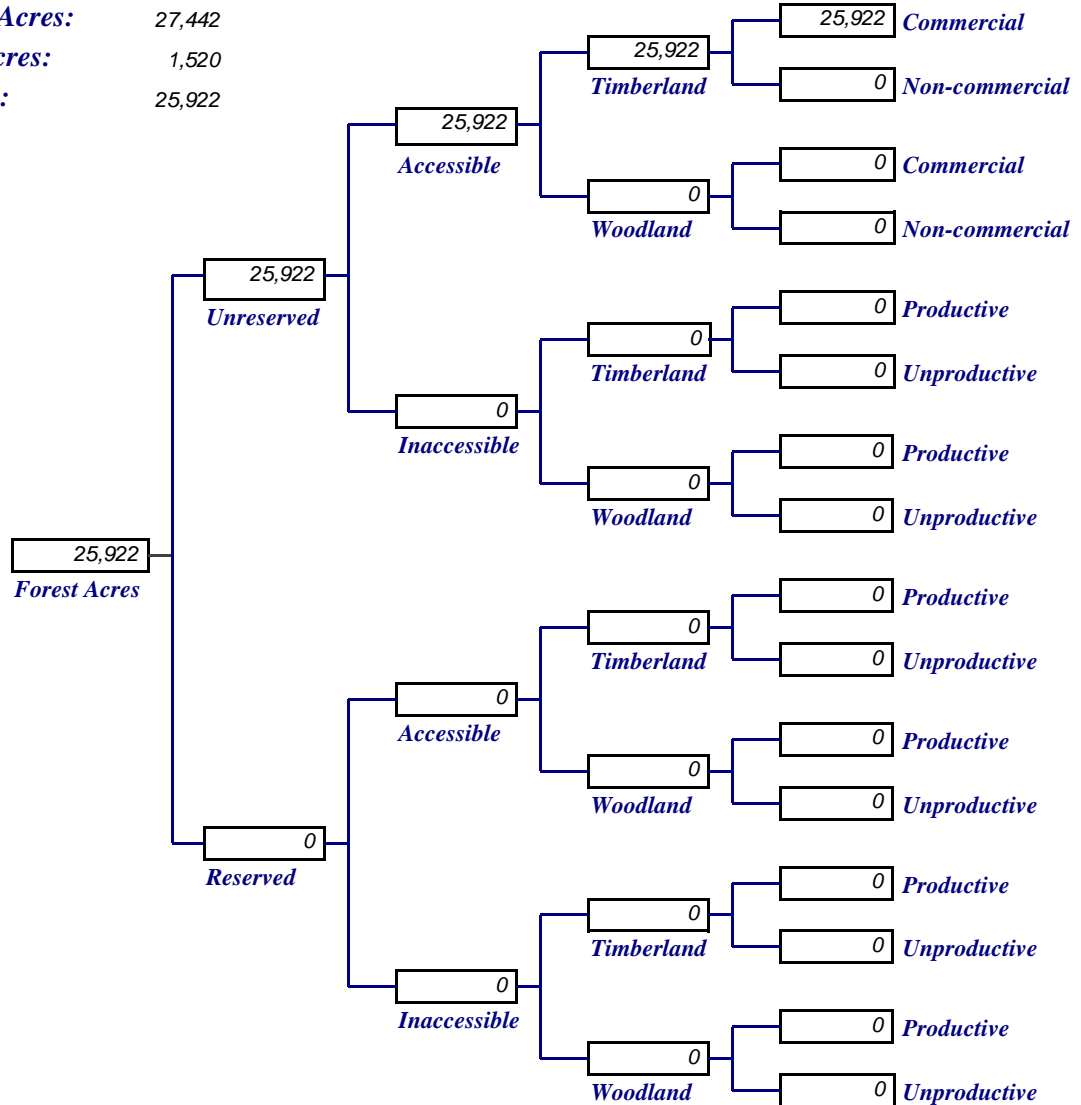 Acres: 27,442
1,520
: 25,922
25,922 Commercial
25,922
Timberland
0 Non-commercial
25,922
Accessible
0 Commercial
0
Woodland
0 Non-commercial
25,922
Unreserved
0 Productive
0
Timberland
0 Unproductive
0
Inaccessible
0 Productive
0
Woodland
0 Unproductive
25,922
Forest Acres
0 Productive
0
Timberland
0 Unproductive
0
Accessible
0 Productive
0
Woodland
0 Unproductive
0
Reserved
0 Productive
0
Timberland
0 Unproductive
0
Inaccessible
0 Productive
0
Woodland
0 Unproductive